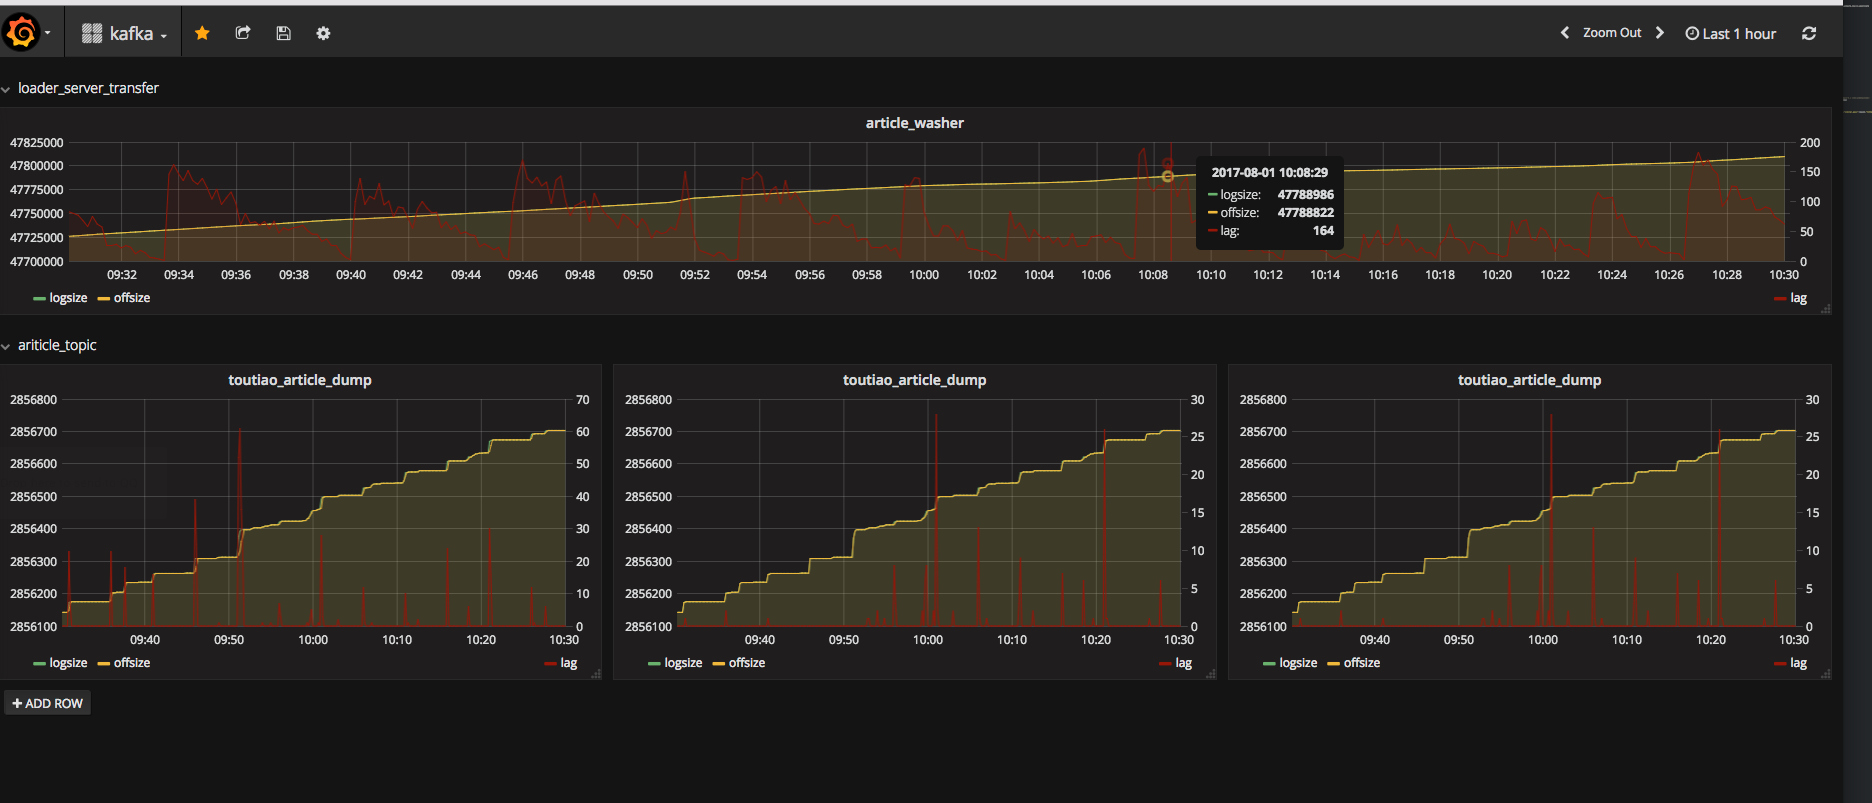 kafka
Zoom Out
Last 1 hour
loader_server_transfer
article_washer
47825000
47800000
47775000
47750000
47725000
47700000
200
150
100
50
0
2017-08-01 10:08:29
logsize: 47788986
offsize: 47788822
lag: 164
09:32 09:34 09:36 09:38 09:40 09:42 09:44 09:46 09:48 09:50 09:52 09:54 09:56 09:58 10:00 10:02 10:04 10:06 10:08 10:10 10:12 10:14 10:16 10:18 10:20 10:22 10:24 10:26 10:28 10:30
logsize offsize lag
ariticle_topic
toutiao_article_dump
2856800
2856700
2856600
2856500
2856400
2856300
2856200
2856100
70
60
50
40
30
20
10
0
09:40 09:50 10:00 10:10 10:20 10:30
logsize offsize lag
toutiao_article_dump
2856800
2856700
2856600
2856500
2856400
2856300
2856200
2856100
30
25
20
15
10
5
0
09:40 09:50 10:00 10:10 10:20 10:30
logsize offsize lag
toutiao_article_dump
2856800
2856700
2856600
2856500
2856400
2856300
2856200
2856100
30
25
20
15
10
5
0
09:40 09:50 10:00 10:10 10:20 10:30
logsize offsize lag
+ ADD ROW